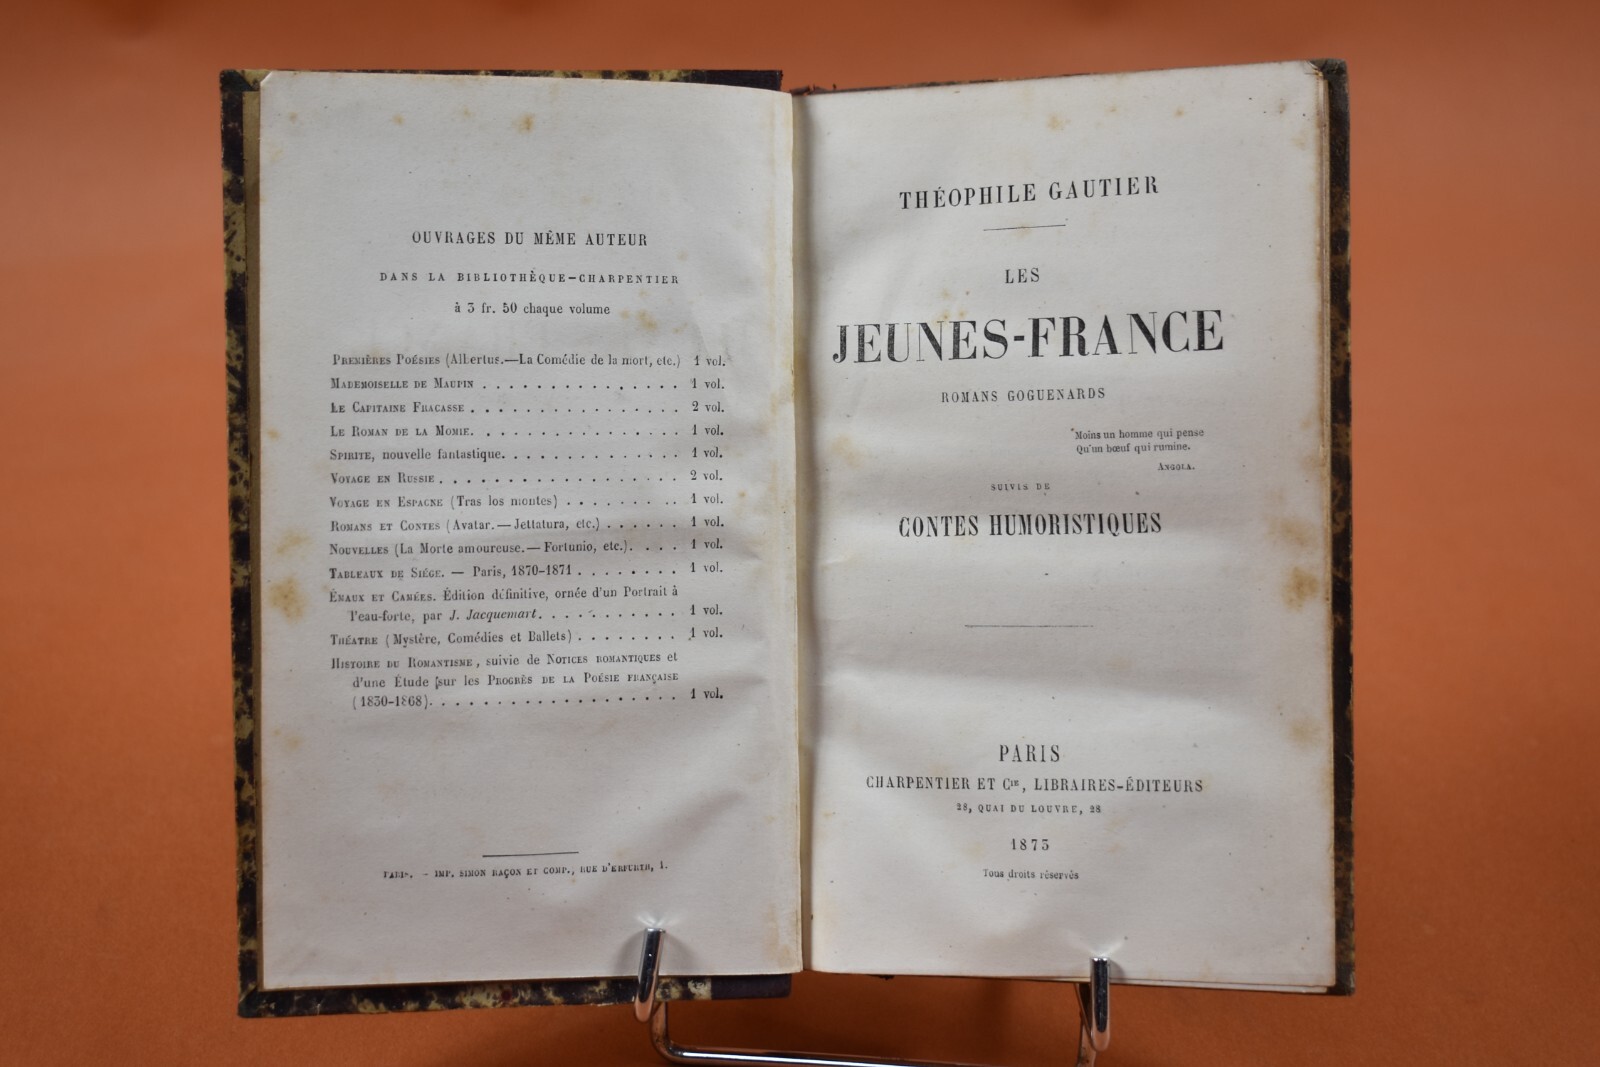 OUVRAGES DU MÊME AUTEUR
DANS LA BIBLIOTHÈQUE-CHARPENTIER
à 3 fr. 50 chaque volume
PREMIÈRES POÉSIES (Albertus.—La Comédie de la mort, etc.) 1 vol.
MADEMOISELLE DE MAUPIN . . . . . . . . . . . . . . . 1 vol.
LE CAPITAINE FRACASSE . . . . . . . . . . . . . . . . 2 vol.
LE ROMAN DE LA MOMIE. . . . . . . . . . . . . . . . 1 vol.
SPIRITE, nouvelle fantastique. . . . . . . . . . . . . . 1 vol.
VOYAGE EN RUSSIE . . . . . . . . . . . . . . . . . . 2 vol.
VOYAGE EN ESPAGNE (Tras los montes) . . . . . . . . . 1 vol.
ROMANS ET CONTES (Avatar.—Jettatura, etc.) . . . . . . 1 vol.
NOUVELLES (La Morte amoureuse.—Fortunio, etc.). . . . 1 vol.
TABLEAUX DE SIÉGE. — Paris, 1870-1871 . . . . . . . . 1 vol.
ÉMAUX ET CAMÉES. Édition définitive, ornée d'un Portrait à
l'eau-forte, par J. Jacquemart. . . . . . . . . . . 1 vol.
THÉATRE (Mystère, Comédies et Ballets) . . . . . . . . 1 vol.
HISTOIRE DU ROMANTISME, suivie de NOTICES ROMANTIQUES et
d'une Étude sur les PROGRÈS DE LA POÉSIE FRANÇAISE
(1830-1868). . . . . . . . . . . . . . . . . . . 1 vol.
PARIS. — IMP. SIMON RAÇON ET COMP., RUE D'ERFURTH, 1.
THÉOPHILE GAUTIER
LES
JEUNES-FRANCE
ROMANS GOGUENARDS
Moins un homme qui pense
Qu'un bœuf qui rumine.
ANGOLA.
SUIVIS DE
CONTES HUMORISTIQUES
PARIS
CHARPENTIER ET Cie, LIBRAIRES-ÉDITEURS
28, QUAI DU LOUVRE, 28
1873
Tous droits réservés